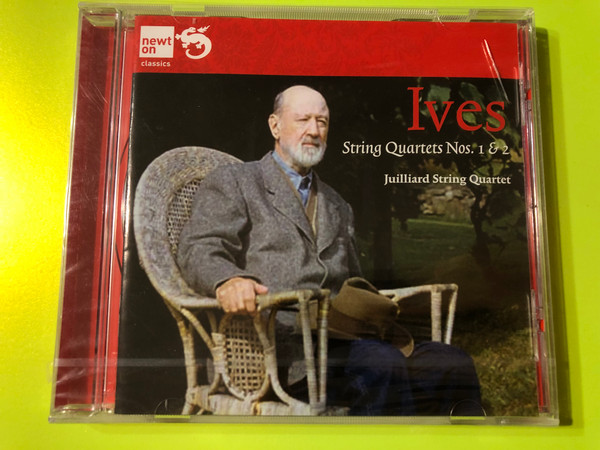 newt
on
classics
Ives
String Quartets Nos. 1 & 2
Juilliard String Quartet